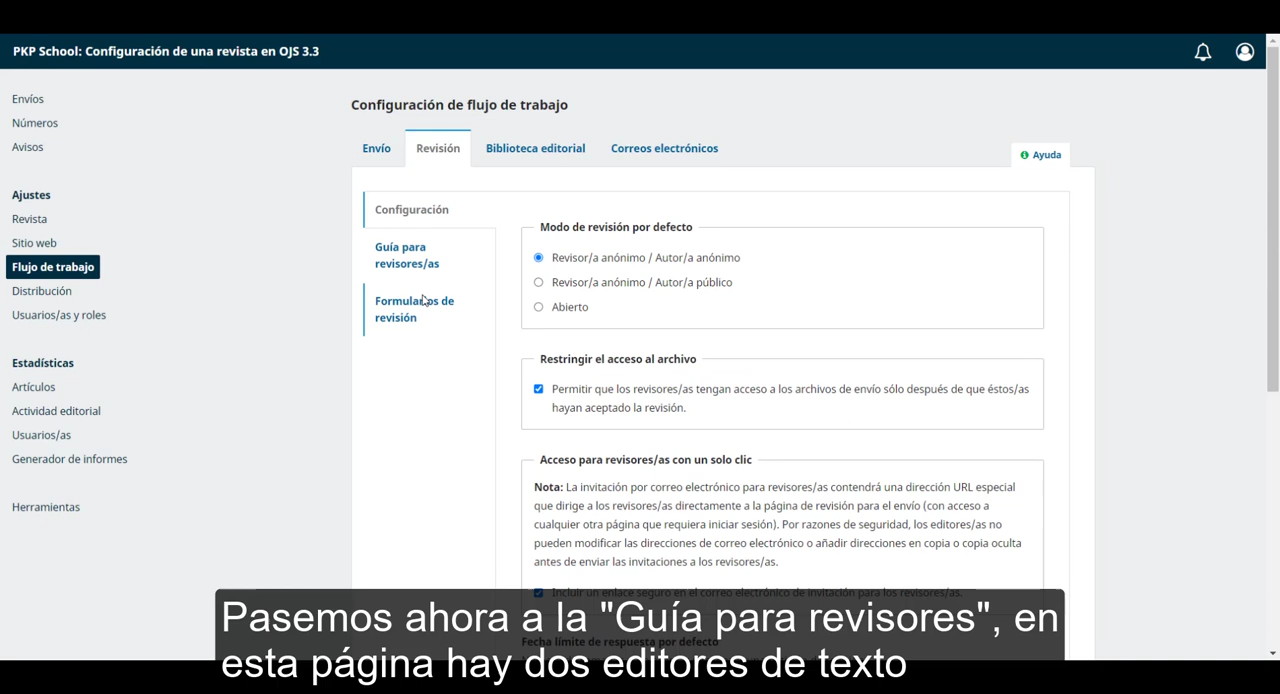 PKP School: Configuración de una revista en OJS 3.3
Envíos
Números
Avisos
Ajustes
Revista
Sitio web
Flujo de trabajo
Distribución
Usuarios/as y roles
Estadísticas
Artículos
Actividad editorial
Usuarios/as
Generador de informes
Herramientas
Configuración de flujo de trabajo
Envío
Revisión
Biblioteca editorial
Correos electrónicos
Ayuda
Configuración
Guía para
revisores/as
Formularios de
revisión
Modo de revisión por defecto
Revisor/a anónimo / Autor/a anónimo
Revisor/a anónimo / Autor/a público
Abierto
Restringir el acceso al archivo
Permitir que los revisores/as tengan acceso a los archivos de envío sólo después de que éstos/as
hayan aceptado la revisión.
Acceso para revisores/as con un solo clic
Nota: La invitación por correo electrónico para revisores/as contendrá una dirección URL especial
que dirige a los revisores/as directamente a la página de revisión para el envío (con acceso a
cualquier otra página que requiera iniciar sesión). Por razones de seguridad, los editores/as no
pueden modificar las direcciones de correo electrónico o añadir direcciones en copia o copia oculta
antes de enviar las invitaciones a los revisores/as.
Incluir un enlace seguro en el correo electrónico de invitación para los revisores/as.
Fecha límite de respuesta por defecto
Pasemos ahora a la "Guía para revisores", en
esta página hay dos editores de texto